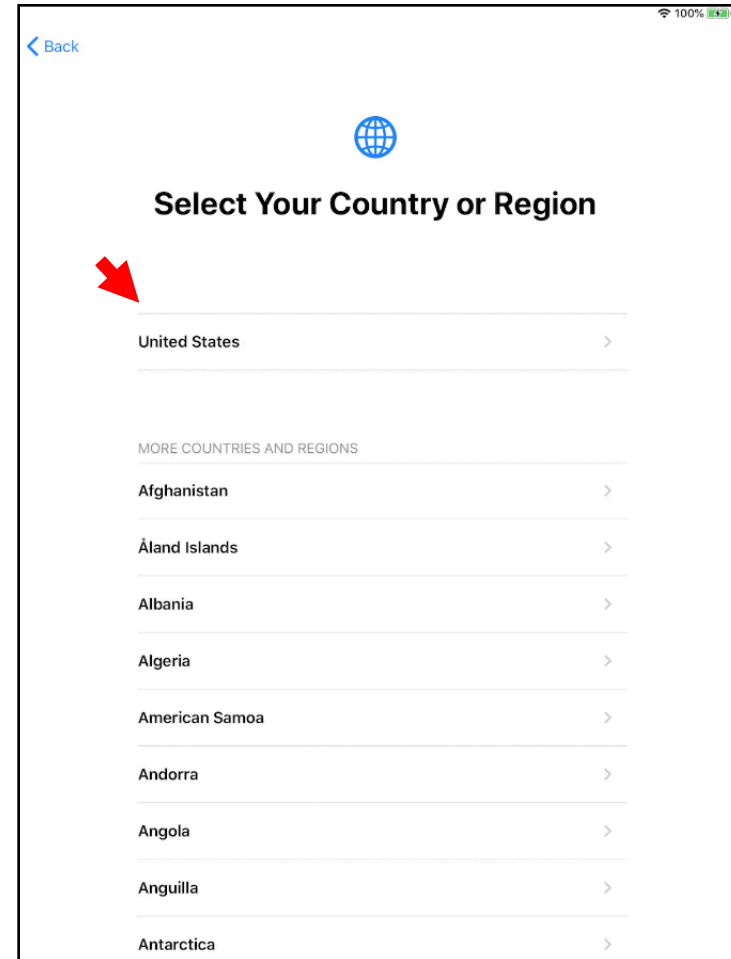 100%
Back
Select Your Country or Region
United States
MORE COUNTRIES AND REGIONS
Afghanistan
Åland Islands
Albania
Algeria
American Samoa
Andorra
Angola
Anguilla
Antarctica